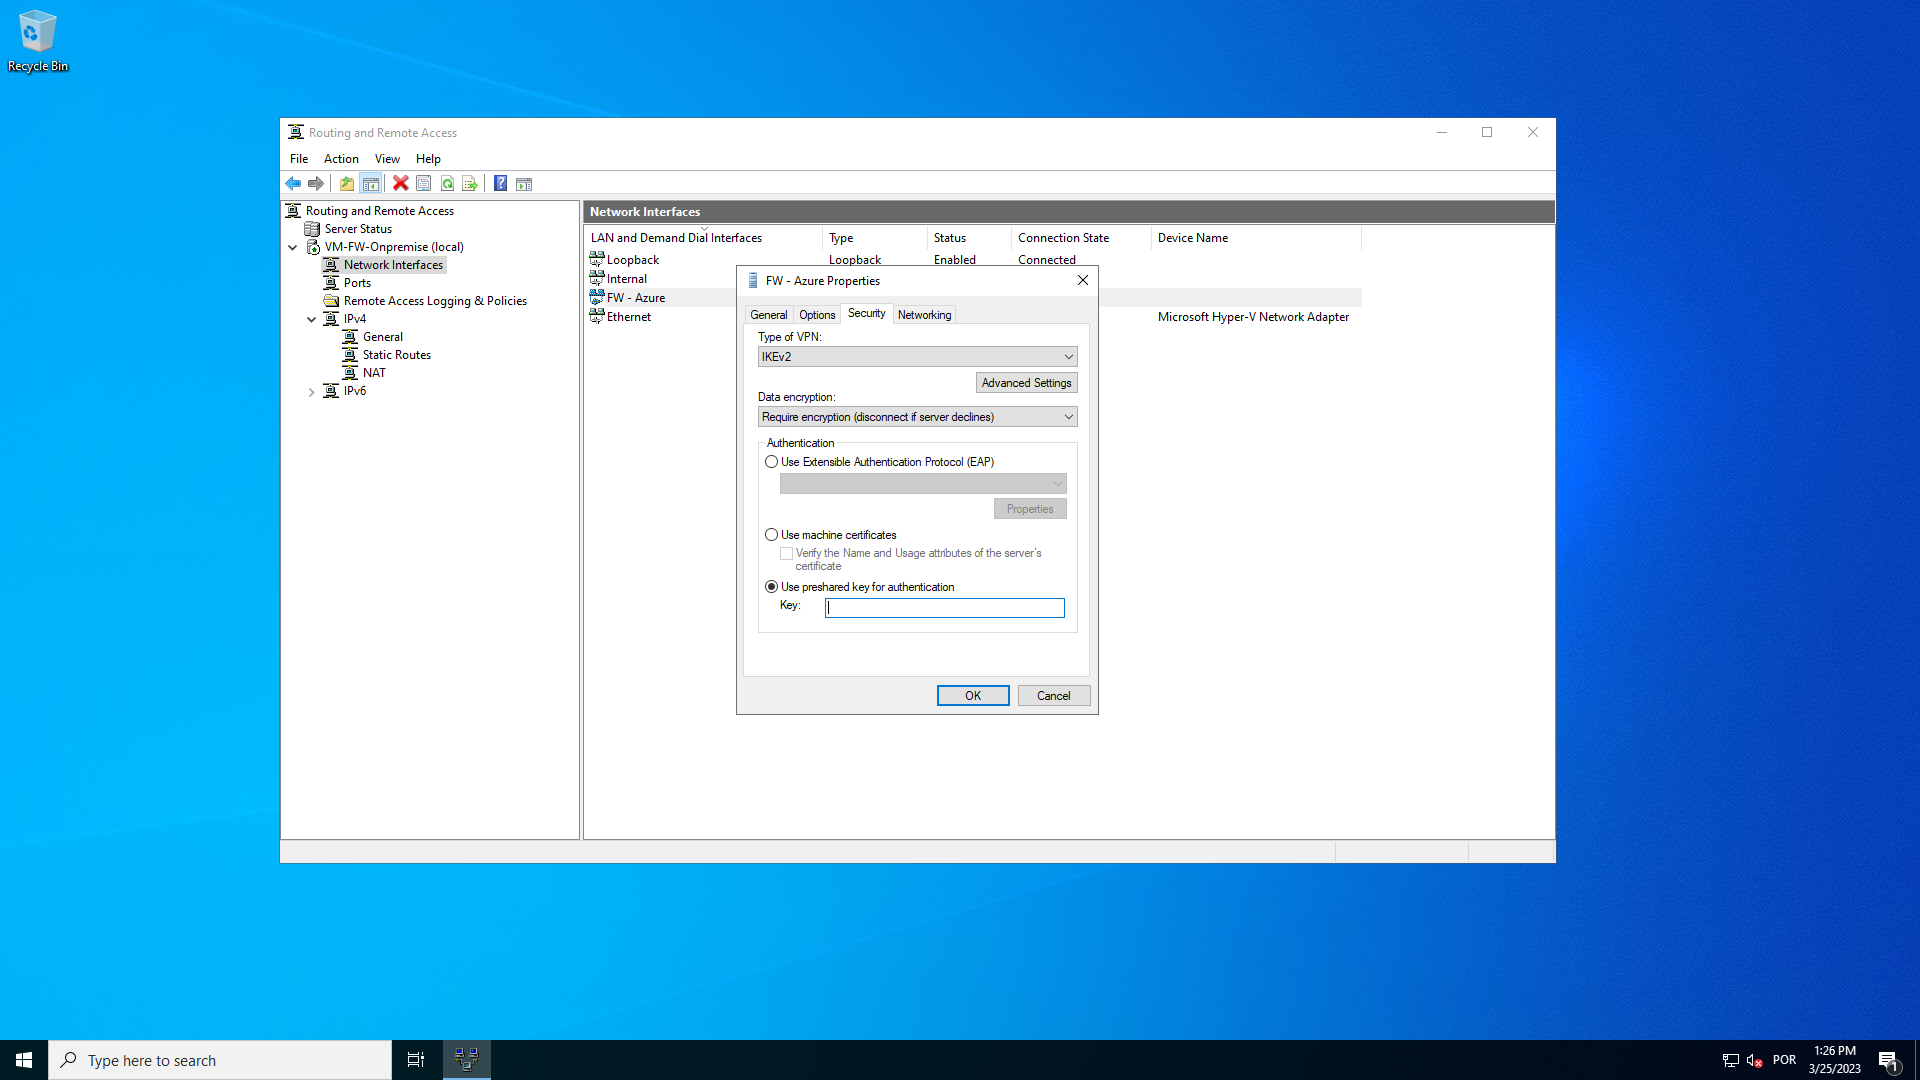 Recycle Bin
Routing and Remote Access
File Action View Help
Routing and Remote Access
Server Status
VM-FW-Onpremise (local)
Network Interfaces
Ports
Remote Access Logging & Policies
IPv4
General
Static Routes
NAT
IPv6
Network Interfaces
LAN and Demand Dial Interfaces Type Status Connection State Device Name
Loopback Loopback Enabled Connected
Internal
FW - Azure
Ethernet Microsoft Hyper-V Network Adapter
FW - Azure Properties
General Options Security Networking
Type of VPN:
IKEv2
Advanced Settings
Data encryption:
Require encryption (disconnect if server declines)
Authentication
Use Extensible Authentication Protocol (EAP)
Properties
Use machine certificates
Verify the Name and Usage attributes of the server's
certificate
Use preshared key for authentication
Key:
OK Cancel
Type here to search
POR
1:26 PM
3/25/2023
1